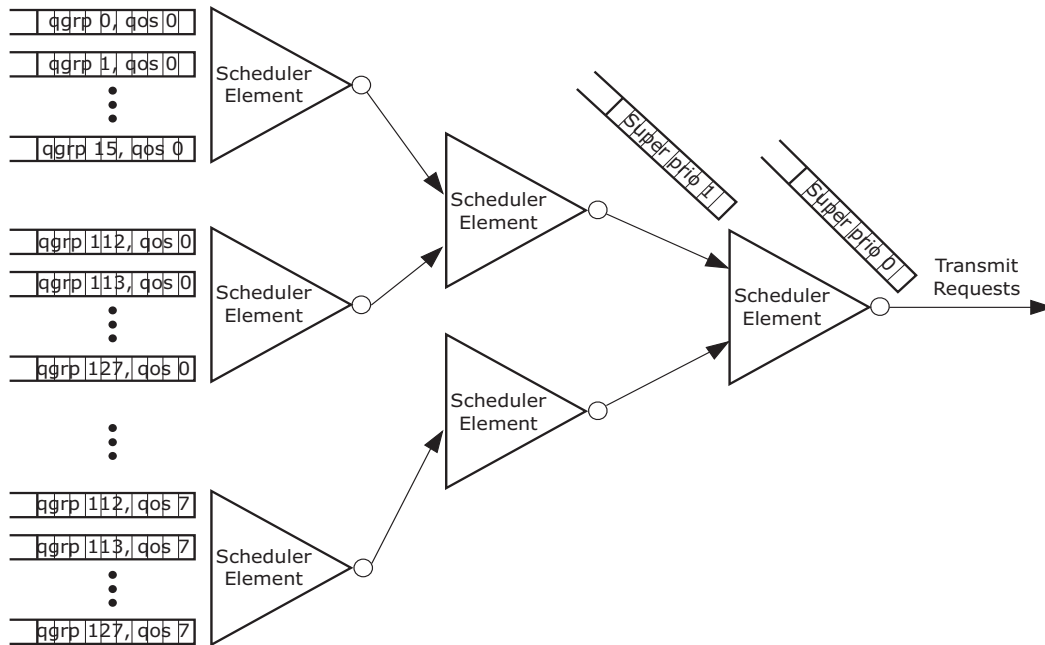 qgrp 0, qos 0
qgrp 1, qos 0
qgrp 15, qos 0
Scheduler
Element
qgrp 112, qos 0
qgrp 113, qos 0
qgrp 127, qos 0
Scheduler
Element
qgrp 112, qos 7
qgrp 113, qos 7
qgrp 127, qos 7
Scheduler
Element
Scheduler
Element
Scheduler
Element
Super prio 1
Super prio 0
Scheduler
Element
Transmit
Requests